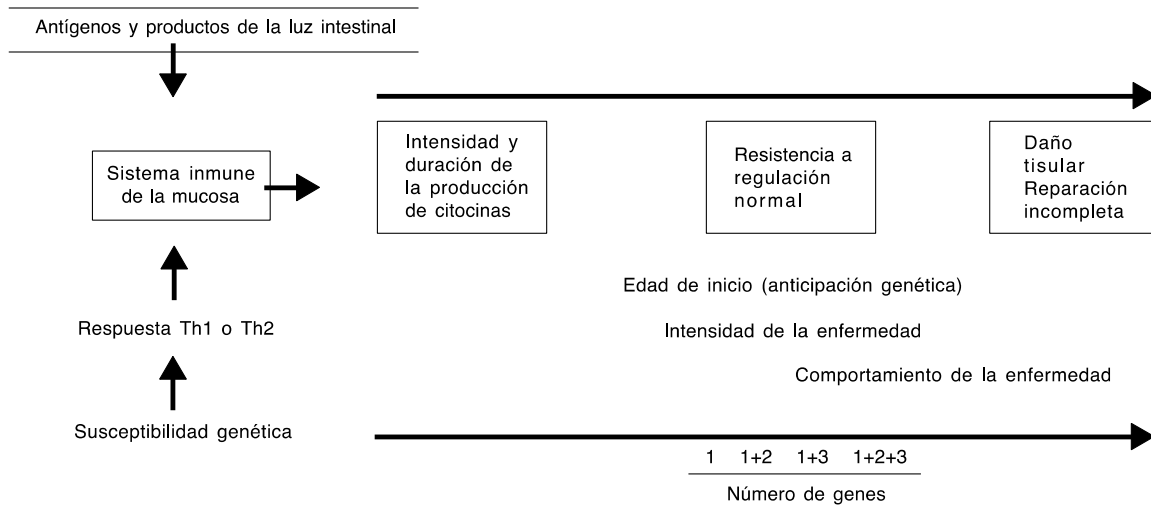 Antígenos y productos de la luz intestinal
Sistema inmune
de la mucosa
Intensidad y
duración de
la producción
de citocinas
Resistencia a
regulación
normal
Daño
tisular
Reparación
incompleta
Edad de inicio (anticipación genética)
Respuesta Th1 o Th2
Intensidad de la enfermedad
Comportamiento de la enfermedad
Susceptibilidad genética
1 1+2 1+3 1+2+3
Número de genes